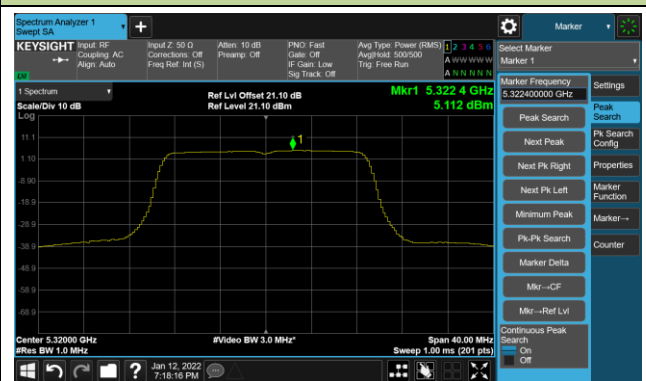 Spectrum Analyzer 1
Swept SA
Marker
KEYSIGHT
Input: RF
Coupling: AC
Align: Auto
Input Z: 50 Ω
Corrections: Off
Freq Ref: Int (S)
Atten: 10 dB
Preamp: Off
PNO: Fast
Gate: Off
IF Gain: Low
Sig Track: Off
Avg Type: Power (RMS)
Avg|Hold: 500/500
Trig: Free Run
1 2 3 4 5 6
A W W W W W
A N N N N N
Select Marker
Marker 1
1 Spectrum
Scale/Div 10 dB
Log
Ref Lvl Offset 21.10 dB
Ref Level 21.10 dBm
Mkr1 5.322 4 GHz
5.112 dBm
1
11.1
1.10
-8.90
-18.9
-28.9
-38.9
-48.9
-58.9
-68.9
Center 5.32000 GHz
#Res BW 1.0 MHz
#Video BW 3.0 MHz*
Span 40.00 MHz
Sweep 1.00 ms (201 pts)
Marker Frequency
5.322400000 GHz
Peak Search
Next Peak
Next Pk Right
Next Pk Left
Minimum Peak
Pk-Pk Search
Marker Delta
Mkr→CF
Mkr→Ref Lvl
Continuous Peak
Search
On
Off
Settings
Peak
Search
Pk Search
Config
Properties
Marker
Function
Marker→
Counter
?
Jan 12, 2022
7:18:16 PM